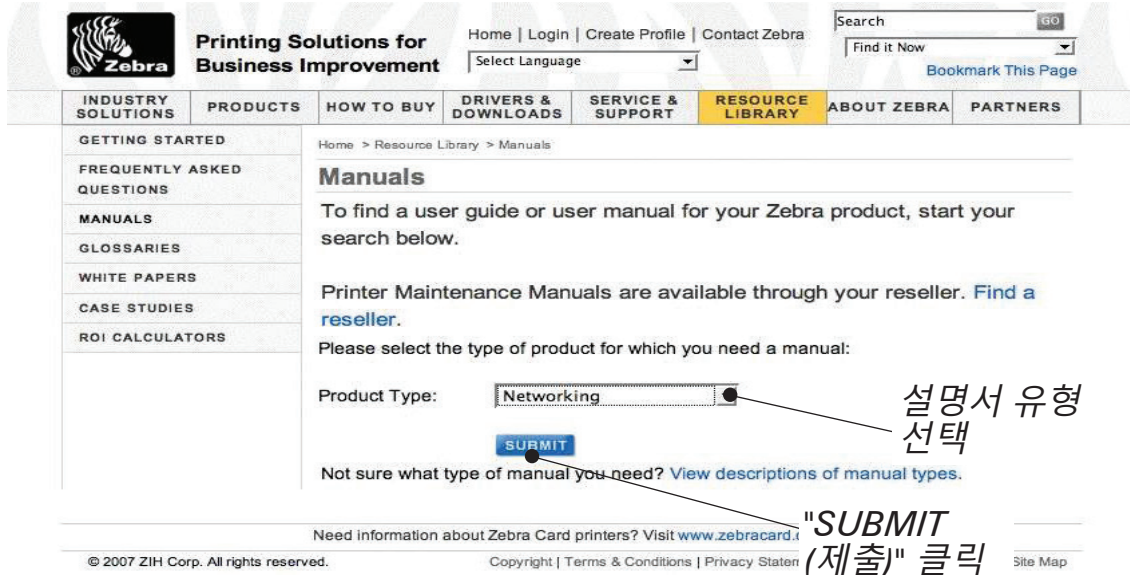 Zebra
®
Printing Solutions for
Business Improvement
Home | Login | Create Profile | Contact Zebra
Select Language
Search
GO
Find it Now
Bookmark This Page
INDUSTRY SOLUTIONS
PRODUCTS
HOW TO BUY
DRIVERS & DOWNLOADS
SERVICE & SUPPORT
RESOURCE LIBRARY
ABOUT ZEBRA
PARTNERS
GETTING STARTED
FREQUENTLY ASKED
QUESTIONS
MANUALS
GLOSSARIES
WHITE PAPERS
CASE STUDIES
ROI CALCULATORS
Home > Resource Library > Manuals
Manuals
To find a user guide or user manual for your Zebra product, start your
search below.
Printer Maintenance Manuals are available through your reseller. Find a
reseller.
Please select the type of product for which you need a manual:
Product Type:
Networking
설명서 유형
선택
SUBMIT
Not sure what type of manual you need? View descriptions of manual types.
Need information about Zebra Card printers? Visit www.zebracard.
"SUBMIT
(제출)" 클릭
© 2007 ZIH Corp. All rights reserved.
Copyright | Terms & Conditions | Privacy
Site Map